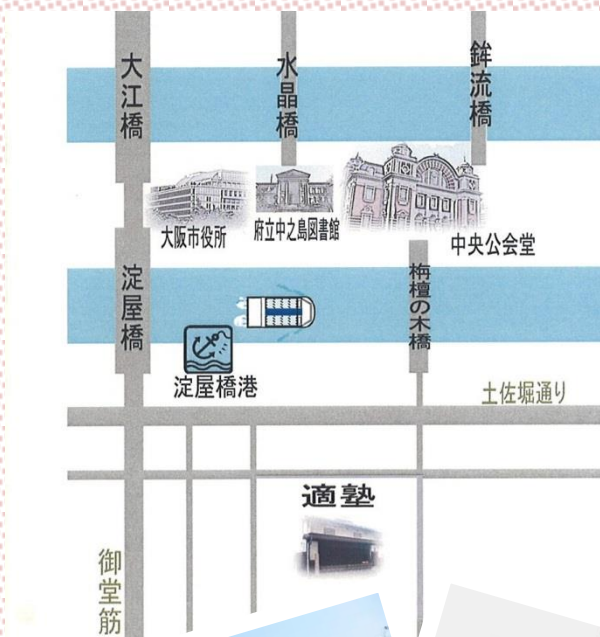 大江橋
水晶橋
鉾流橋
大阪市役所
府立中之島図書館
中央公会堂
淀屋橋
栴檀の木橋
淀屋橋港
土佐堀通り
適塾
御堂筋